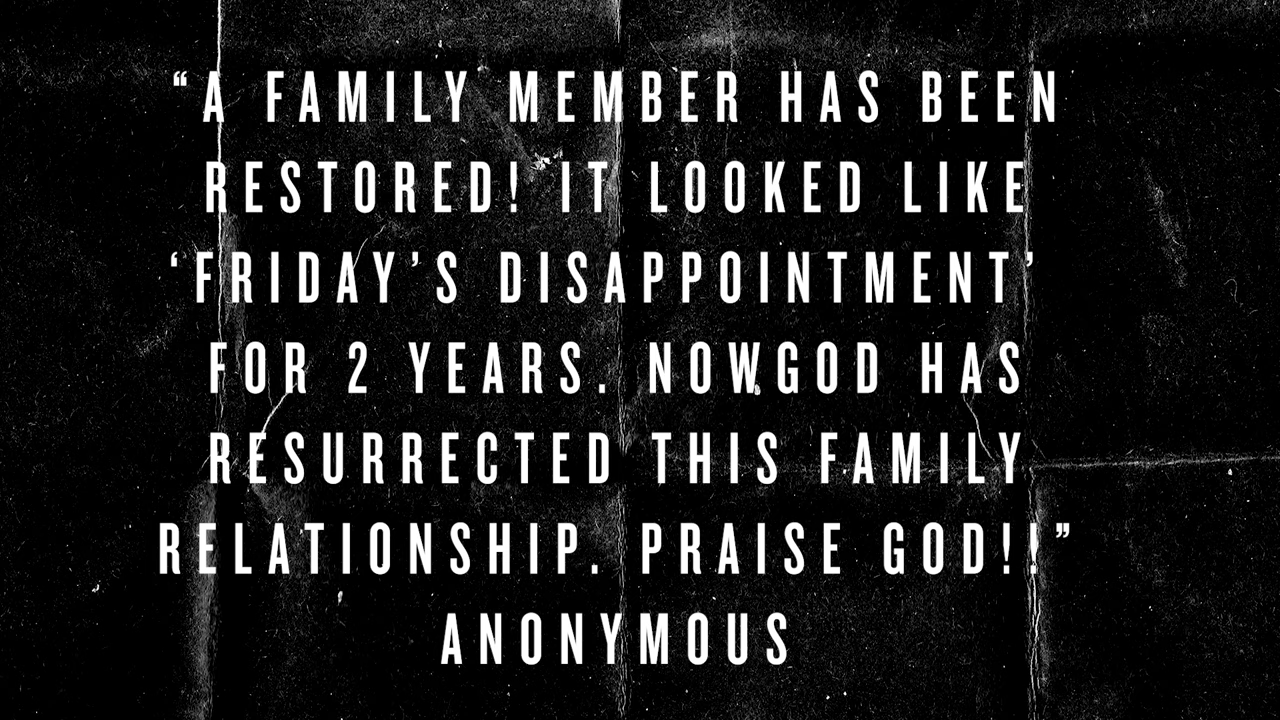 “A FAMILY MEMBER HAS BEEN
RESTORED! IT LOOKED LIKE
‘FRIDAY’S DISAPPOINTMENT’
FOR 2 YEARS. NOWGOD HAS
RESURRECTED THIS FAMILY
RELATIONSHIP. PRAISE GOD!!”
ANONYMOUS